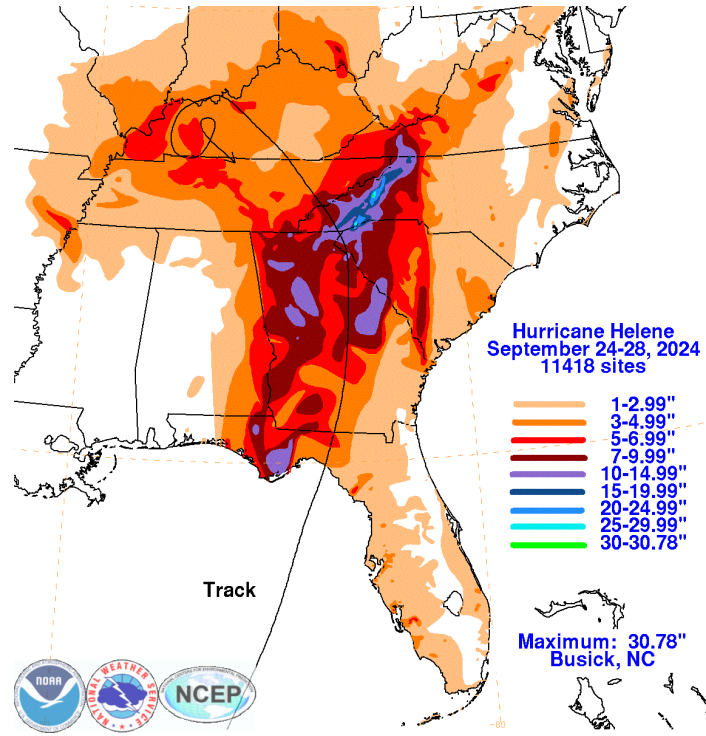 Hurricane Helene
September 24-28, 2024
11418 sites
1-2.99"
3-4.99"
5-6.99"
7-9.99"
10-14.99"
15-19.99"
20-24.99"
25-29.99"
30-30.78"
Track
Maximum: 30.78"
Busick, NC
NOAA
NATIONAL WEATHER SERVICE
NCEP
-80